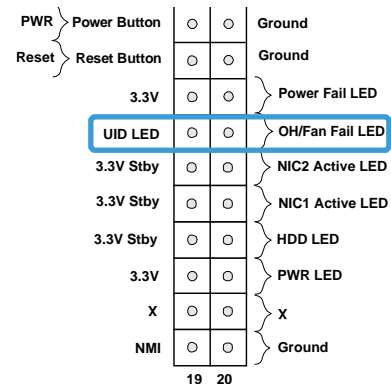 PWR Power Button Ground
Reset Reset Button Ground
3.3V Power Fail LED
UID LED OH/Fan Fail LED
3.3V Stby NIC2 Active LED
3.3V Stby NIC1 Active LED
3.3V Stby HDD LED
3.3V PWR LED
X X
NMI Ground
19 20